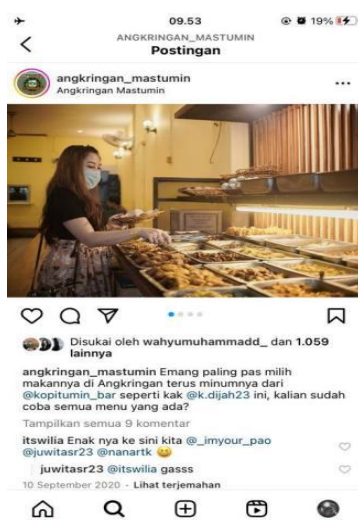 09.53
19%
ANGKRINGAN_MASTUMIN
Postingan
angkringan_mastumin
Angkringan Mastumin
Disukai oleh wahyumuhammadd_ dan 1.059
lainnya
angkringan_mastumin Emang paling pas milih
makannya di Angkringan terus minumnya dari
@kopitumin_bar seperti kak @k.dijah23 ini, kalian sudah
coba semua menu yang ada?
Tampilkan semua 9 komentar
itswilia Enak nya ke sini kita @_imyour_pao
@juwitasr23 @nanartk
juwitasr23 @itswilia gasss
10 September 2020 · Lihat terjemahan